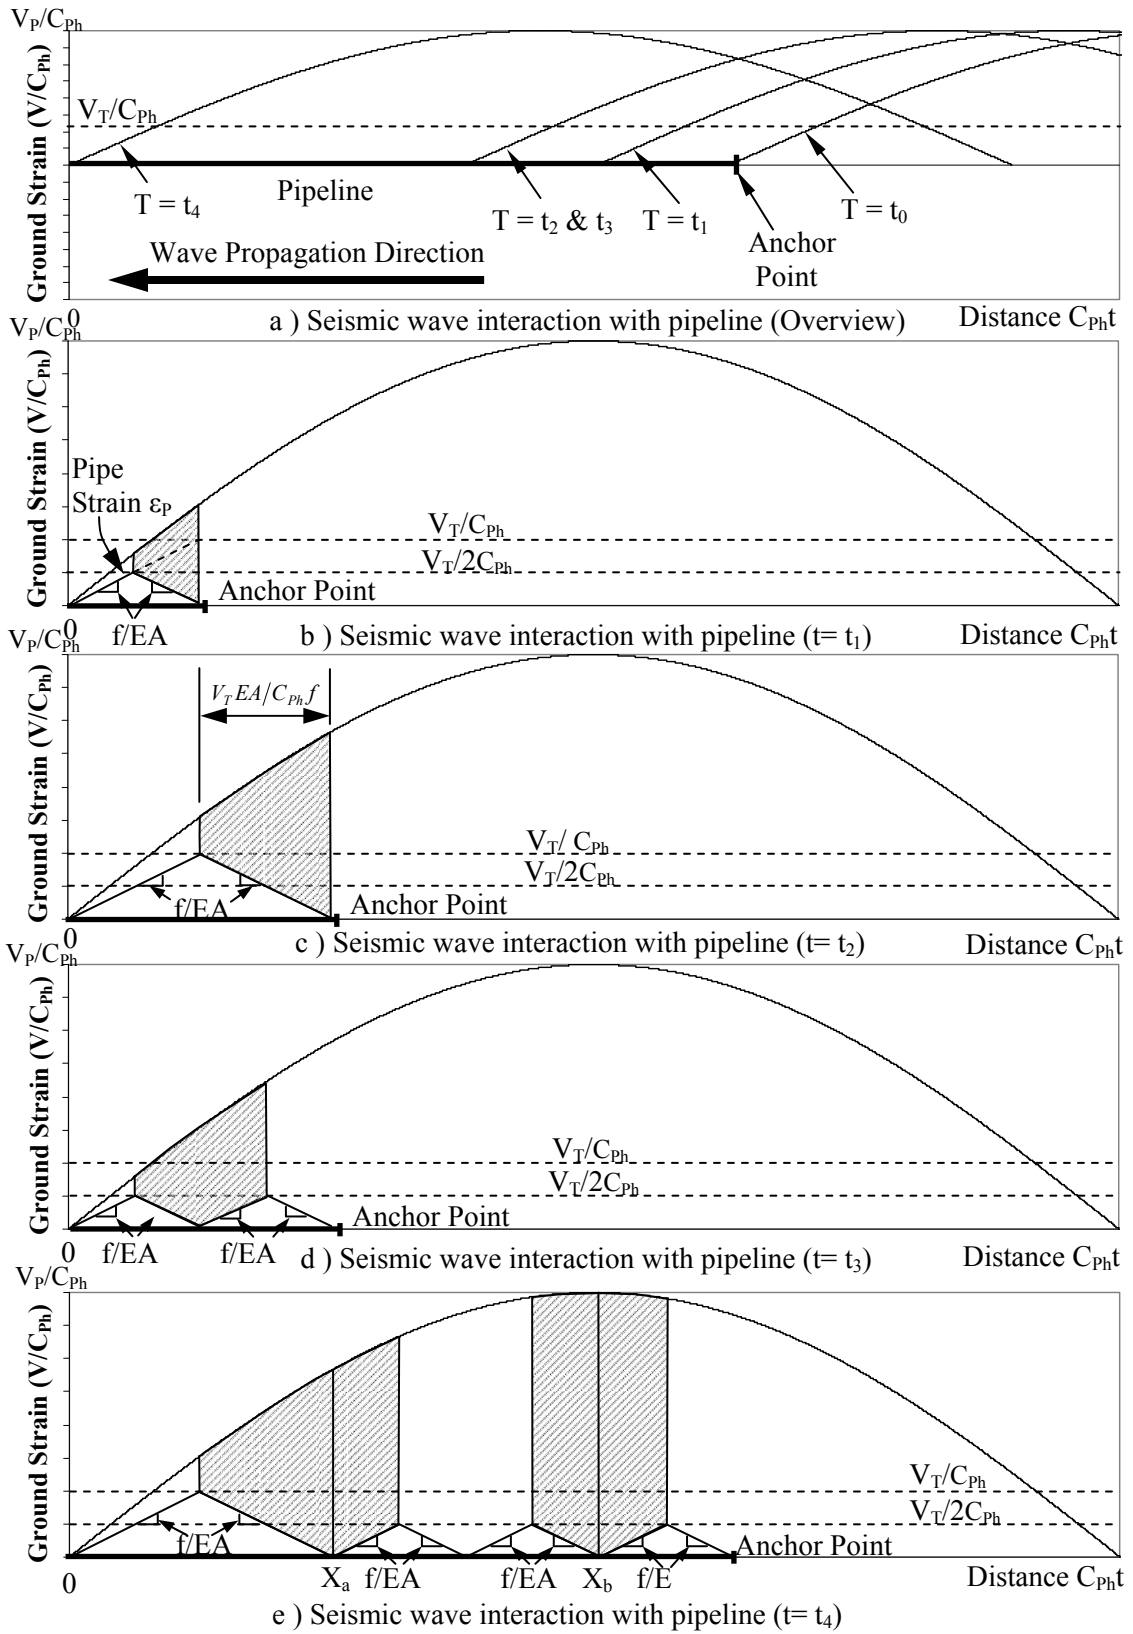 V_P/C_Ph
Ground Strain (V/C_Ph)
V_T/C_Ph
T = t_4
Pipeline
T = t_2 & t_3
T = t_1
T = t_0
Anchor
Point
Wave Propagation Direction
0
a ) Seismic wave interaction with pipeline (Overview)
Distance C_Pht
V_P/C_Ph
Ground Strain (V/C_Ph)
Pipe
Strain ε_P
V_T/C_Ph
V_T/2C_Ph
Anchor Point
0
f/EA
b ) Seismic wave interaction with pipeline (t= t_1)
Distance C_Pht
V_P/C_Ph
Ground Strain (V/C_Ph)
V_T EA/C_Ph f
V_T/ C_Ph
V_T/2C_Ph
f/EA
Anchor Point
0
c ) Seismic wave interaction with pipeline (t= t_2)
Distance C_Pht
V_P/C_Ph
Ground Strain (V/C_Ph)
V_T/C_Ph
V_T/2C_Ph
Anchor Point
0
f/EA
f/EA
d ) Seismic wave interaction with pipeline (t= t_3)
Distance C_Pht
V_P/C_Ph
Ground Strain (V/C_Ph)
V_T/C_Ph
V_T/2C_Ph
f/EA
Anchor Point
0
X_a
f/EA
f/EA
X_b
f/E
Distance C_Pht
e ) Seismic wave interaction with pipeline (t= t_4)